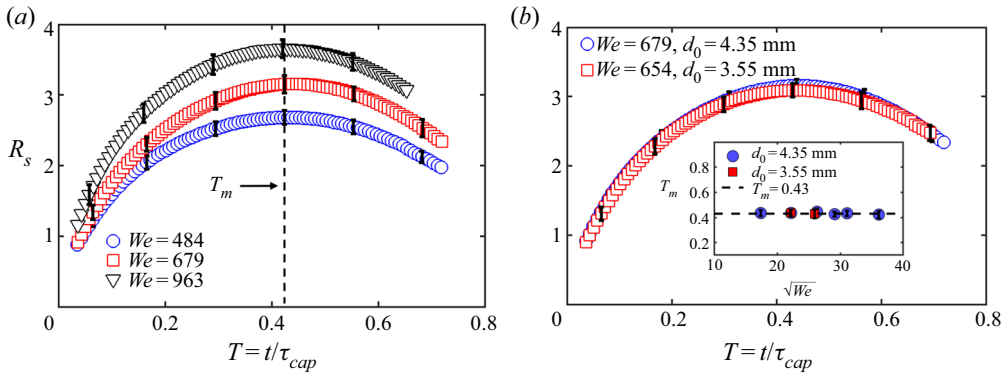 (a)
4
3
2
1
0
0.2
0.4
0.6
0.8
R_s
T = t/τ_cap
T_m
We = 484
We = 679
We = 963
(b)
4
3
2
1
0
0.2
0.4
0.6
0.8
T = t/τ_cap
We = 679, d_0 = 4.35 mm
We = 654, d_0 = 3.55 mm
T_m
1.0
0.8
0.6
0.4
0.2
10
20
30
40
√We
d_0 = 4.35 mm
d_0 = 3.55 mm
T_m = 0.43